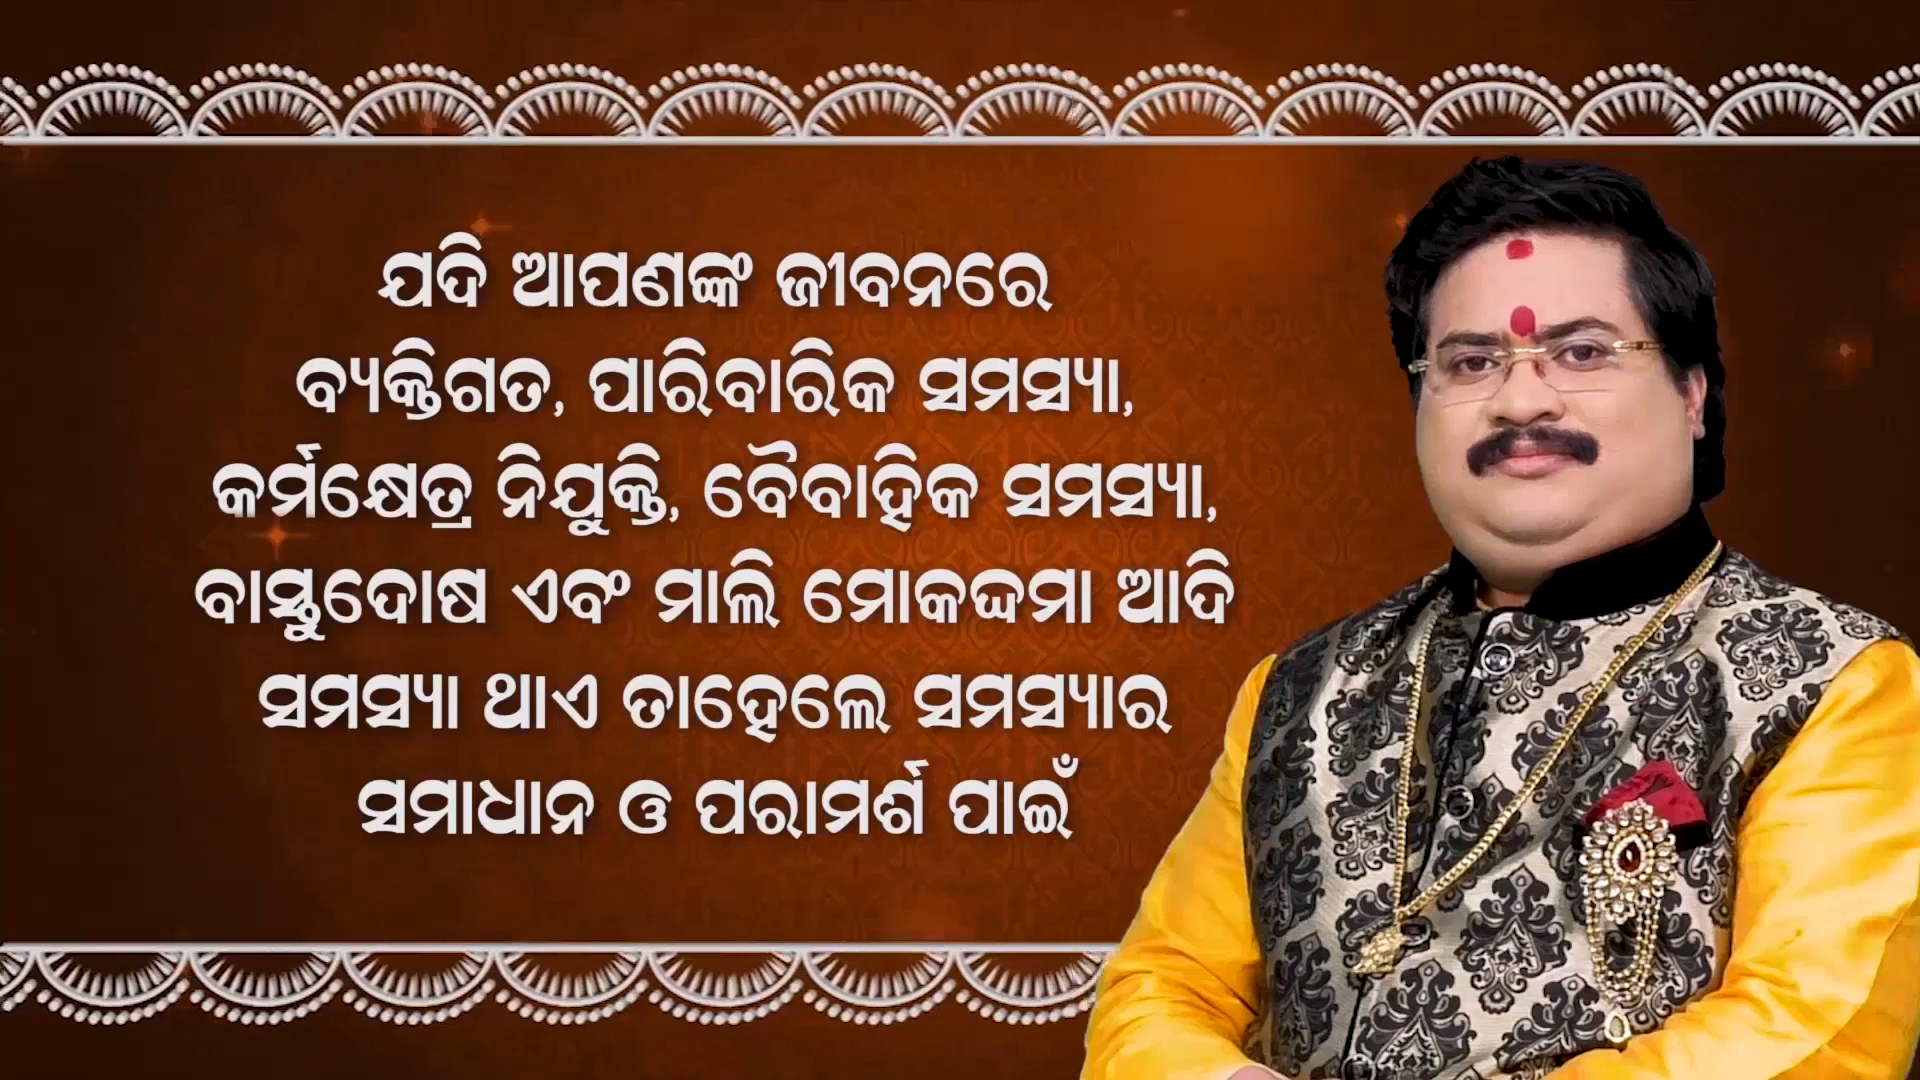 ଯଦି ଆପଣଙ୍କ ଜୀବନରେ
ବ୍ୟକ୍ତିଗତ, ପାରିବାରିକ ସମସ୍ୟା,
କର୍ମକ୍ଷେତ୍ର ନିଯୁକ୍ତି, ବୈବାହିକ ସମସ୍ୟା,
ବାସ୍ତୁଦୋଷ ଏବଂ ମାଲି ମୋକଦ୍ଦମା ଆଦି
ସମସ୍ୟା ଥାଏ ତାହେଲେ ସମସ୍ୟାର
ସମାଧାନ ଓ ପରାମର୍ଶ ପାଇଁ